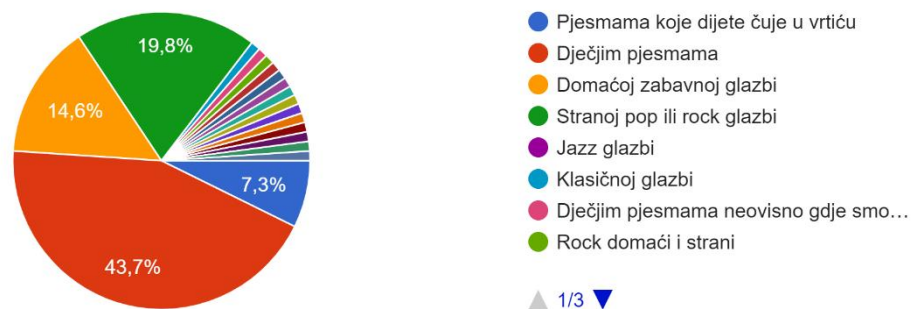 19,8%
14,6%
7,3%
43,7%
Pjesmama koje dijete čuje u vrtiću
Dječjim pjesmama
Domaćoj zabavnoj glazbi
Stranoj pop ili rock glazbi
Jazz glazbi
Klasičnoj glazbi
Dječjim pjesmama neovisno gdje smo…
Rock domaći i strani
1/3